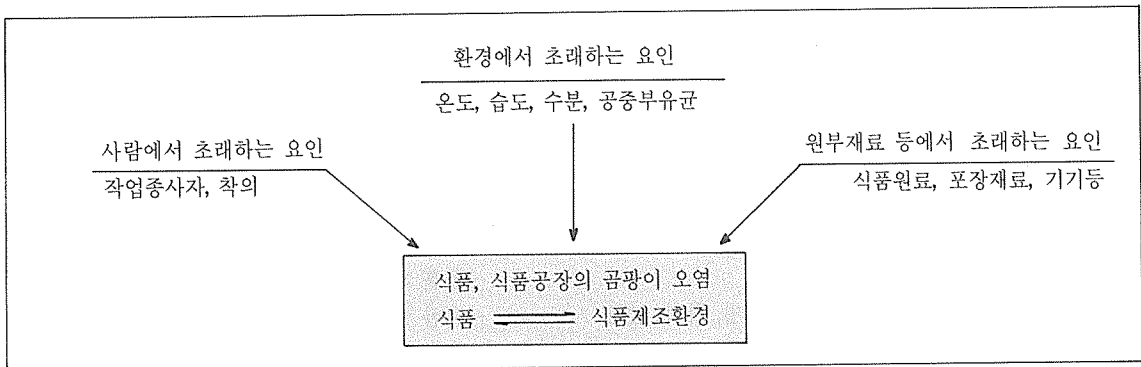 환경에서 초래하는 요인
온도, 습도, 수분, 공중부유균
사람에서 초래하는 요인
작업종사자, 착의
원부재료 등에서 초래하는 요인
식품원료, 포장재료, 기기등
식품, 식품공장의 곰팡이 오염
식품 ⇌ 식품제조환경